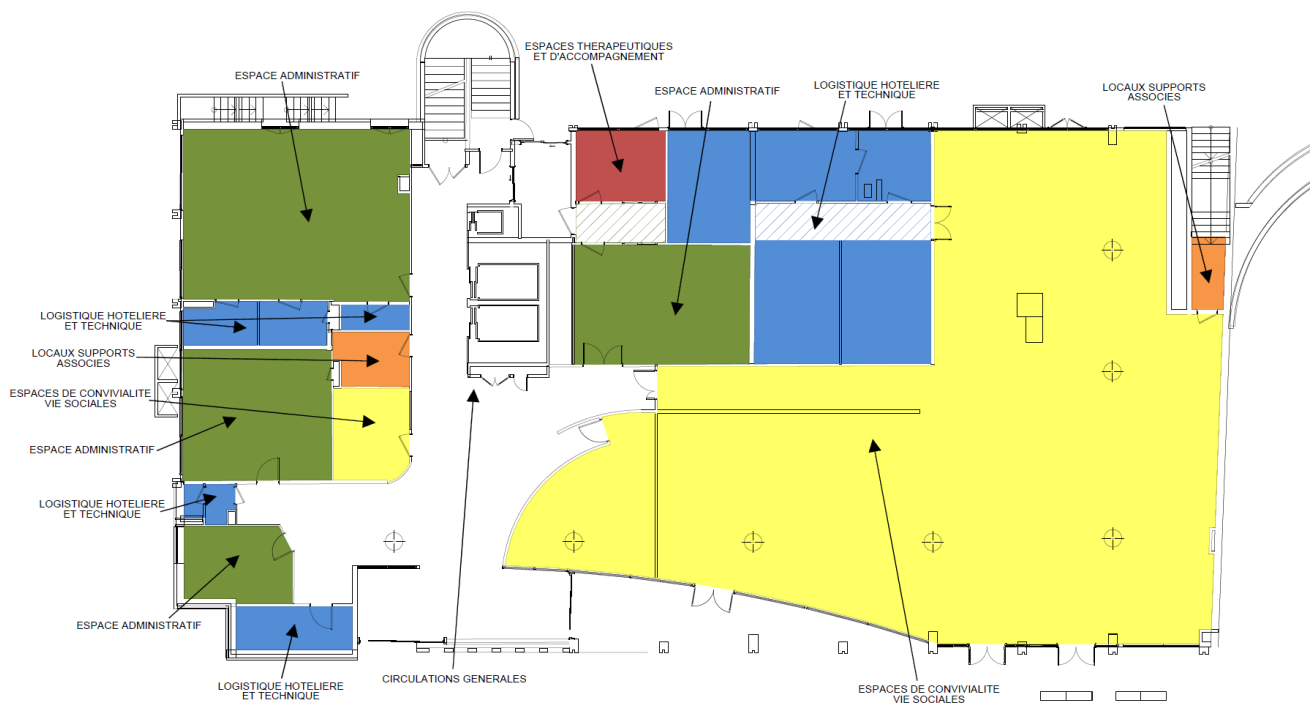 ESPACES THERAPEUTIQUES
ET D'ACCOMPAGNEMENT
ESPACE ADMINISTRATIF
ESPACE ADMINISTRATIF
LOGISTIQUE HOTELIERE
ET TECHNIQUE
LOCAUX SUPPORTS
ASSOCIES
LOGISTIQUE HOTELIERE
ET TECHNIQUE
LOCAUX SUPPORTS
ASSOCIES
ESPACES DE CONVIVIALITE
VIE SOCIALES
ESPACE ADMINISTRATIF
LOGISTIQUE HOTELIERE
ET TECHNIQUE
ESPACE ADMINISTRATIF
LOGISTIQUE HOTELIERE
ET TECHNIQUE
CIRCULATIONS GENERALES
ESPACES DE CONVIVIALITE
VIE SOCIALES